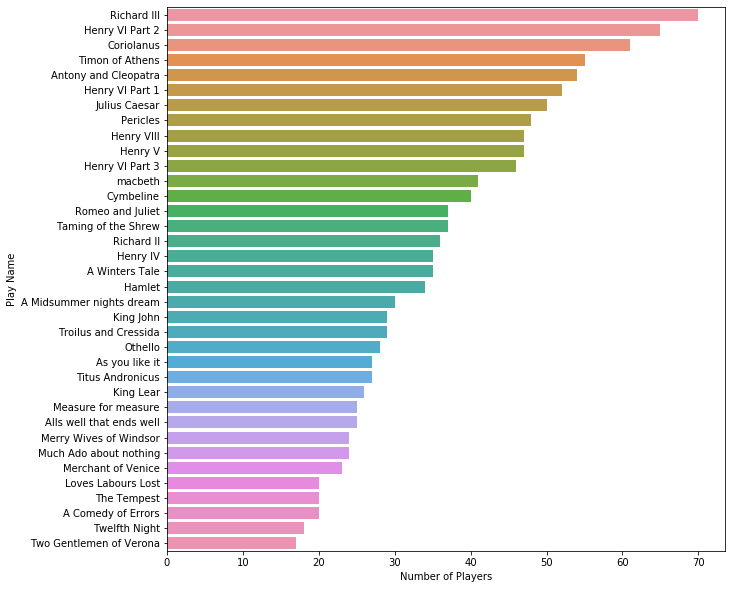 Richard III
Henry VI Part 2
Coriolanus
Timon of Athens
Antony and Cleopatra
Henry VI Part 1
Julius Caesar
Pericles
Henry VIII
Henry V
Henry VI Part 3
macbeth
Cymbeline
Romeo and Juliet
Taming of the Shrew
Richard II
Henry IV
A Winters Tale
Hamlet
A Midsummer nights dream
King John
Troilus and Cressida
Othello
As you like it
Titus Andronicus
King Lear
Measure for measure
Alls well that ends well
Merry Wives of Windsor
Much Ado about nothing
Merchant of Venice
Loves Labours Lost
The Tempest
A Comedy of Errors
Twelfth Night
Two Gentlemen of Verona
Play Name
0 10 20 30 40 50 60 70
Number of Players